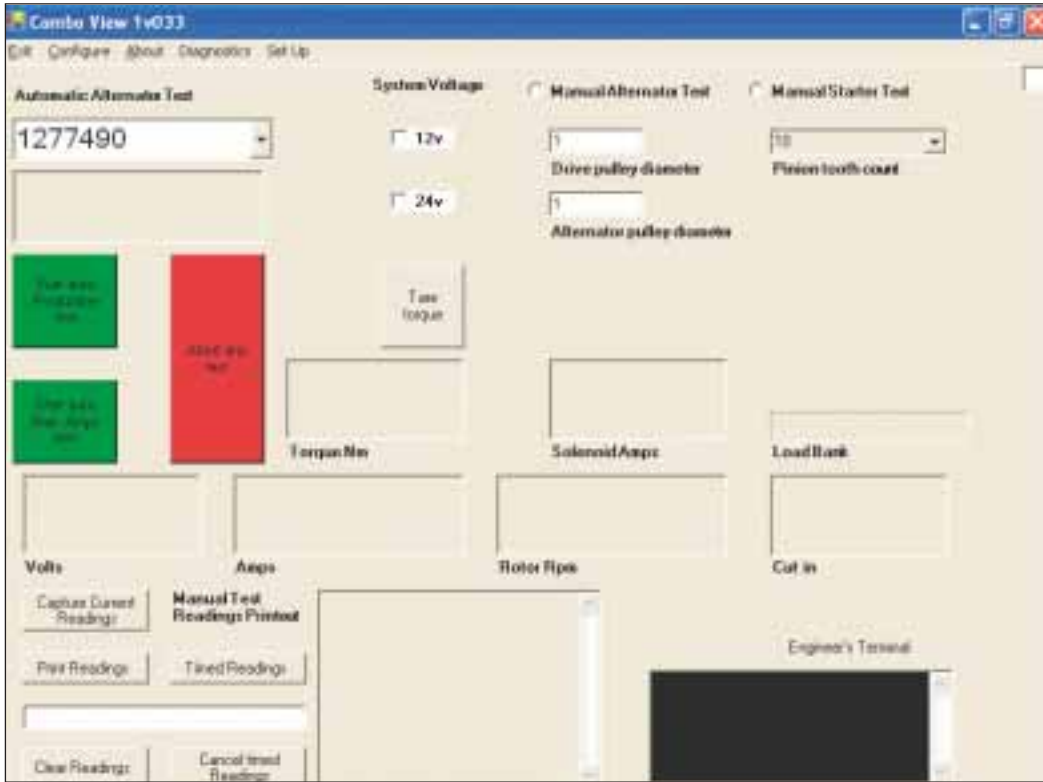 Combo View 1v033
Exit Configure About Diagnostics Set Up
Automatic Alternator Test
System Voltage
Manual Alternator Test
Manual Starter Test
1277490
12v
1
10
Drive pulley diameter
Pinion tooth count
24v
1
Alternator pulley diameter
Tare
torque
test
Torque Nm
Solenoid Amps
Load Bank
Volts
Amps
Rotor Rpm
Cut in
Capture Current
Readings
Manual Test
Readings Printout
Engineer's Terminal
Print Readings
Timed Readings
Clear Readings
Cancel timed
Readings